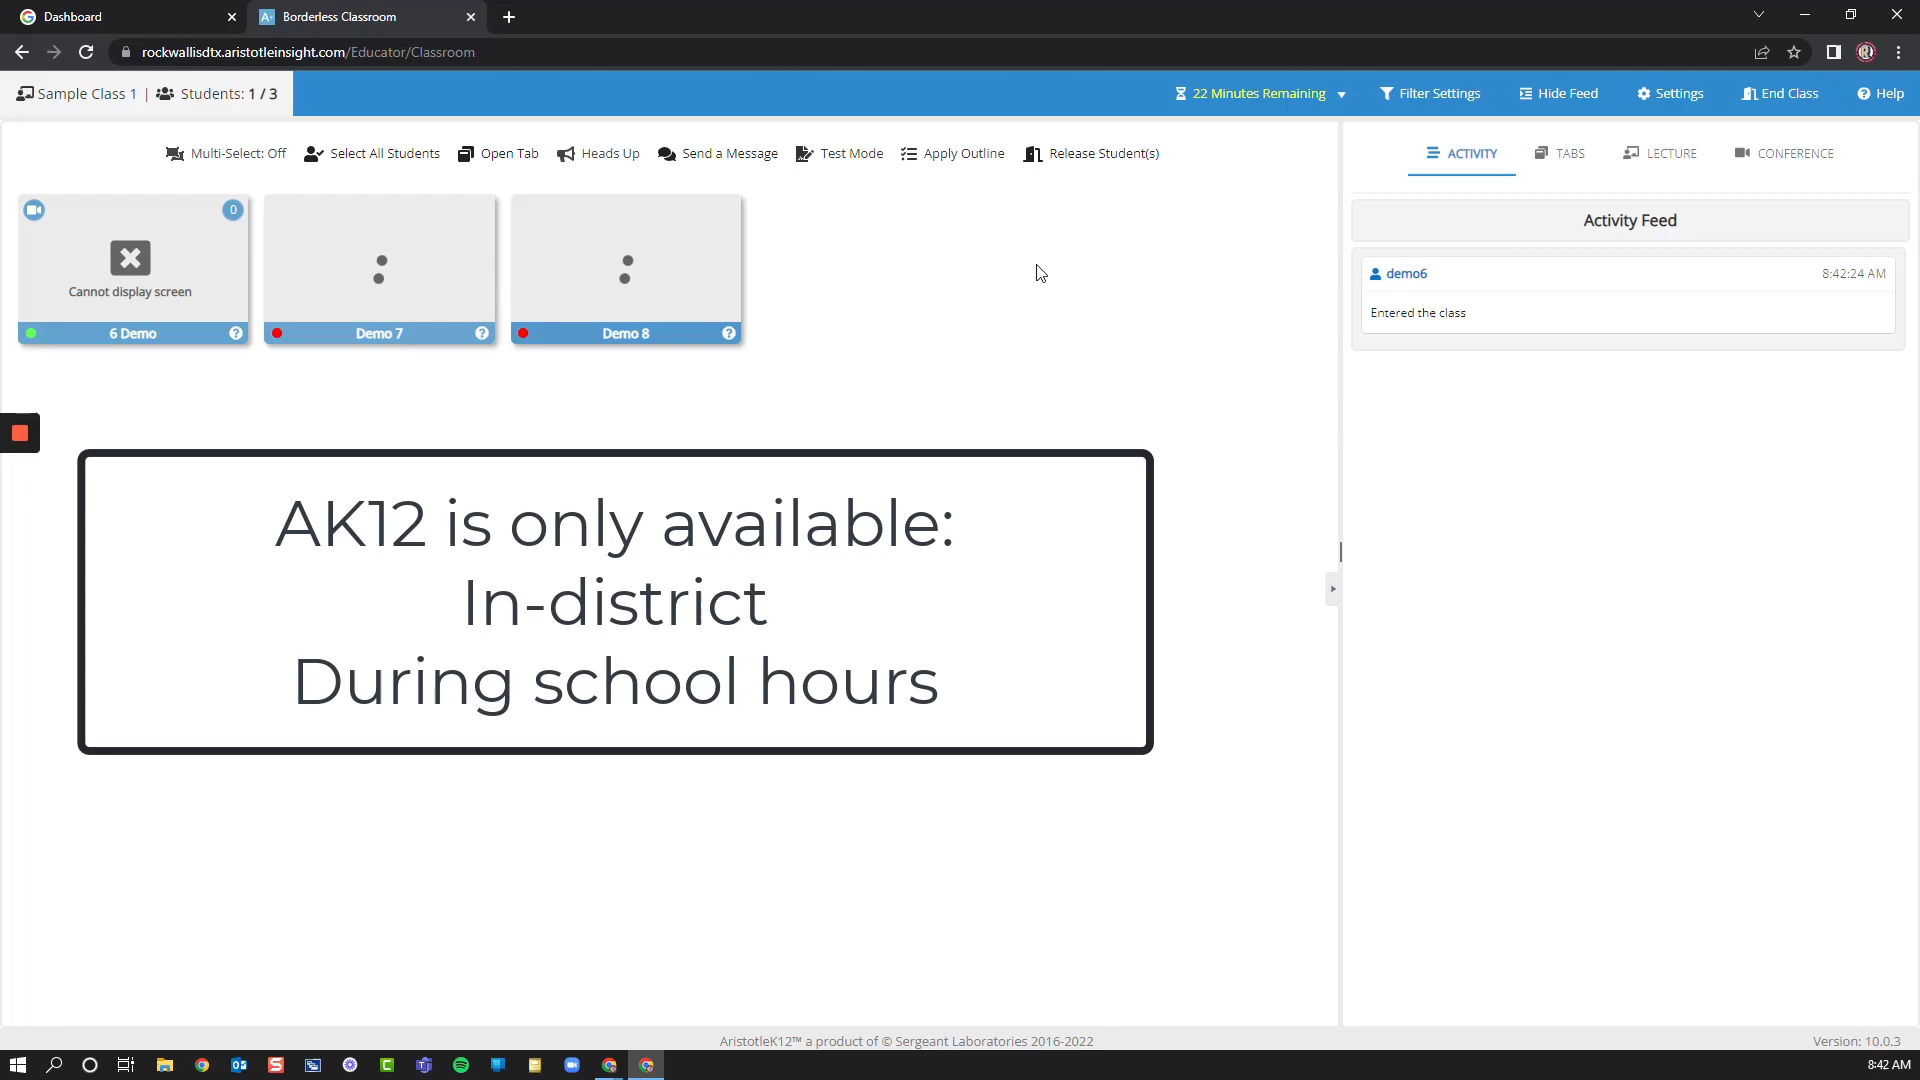 Dashboard
Borderless Classroom
rockwallisdtx.aristotleinsight.com/Educator/Classroom
Sample Class 1 | Students: 1 / 3
22 Minutes Remaining
Filter Settings
Hide Feed
Settings
End Class
Help
Multi-Select: Off
Select All Students
Open Tab
Heads Up
Send a Message
Test Mode
Apply Outline
Release Student(s)
ACTIVITY
TABS
LECTURE
CONFERENCE
0
Cannot display screen
6 Demo
Demo 7
Demo 8
Activity Feed
demo6
8:42:24 AM
Entered the class
AK12 is only available:
In-district
During school hours
AristotleK12™ a product of © Sergeant Laboratories 2016-2022
Version: 10.0.3
8:42 AM